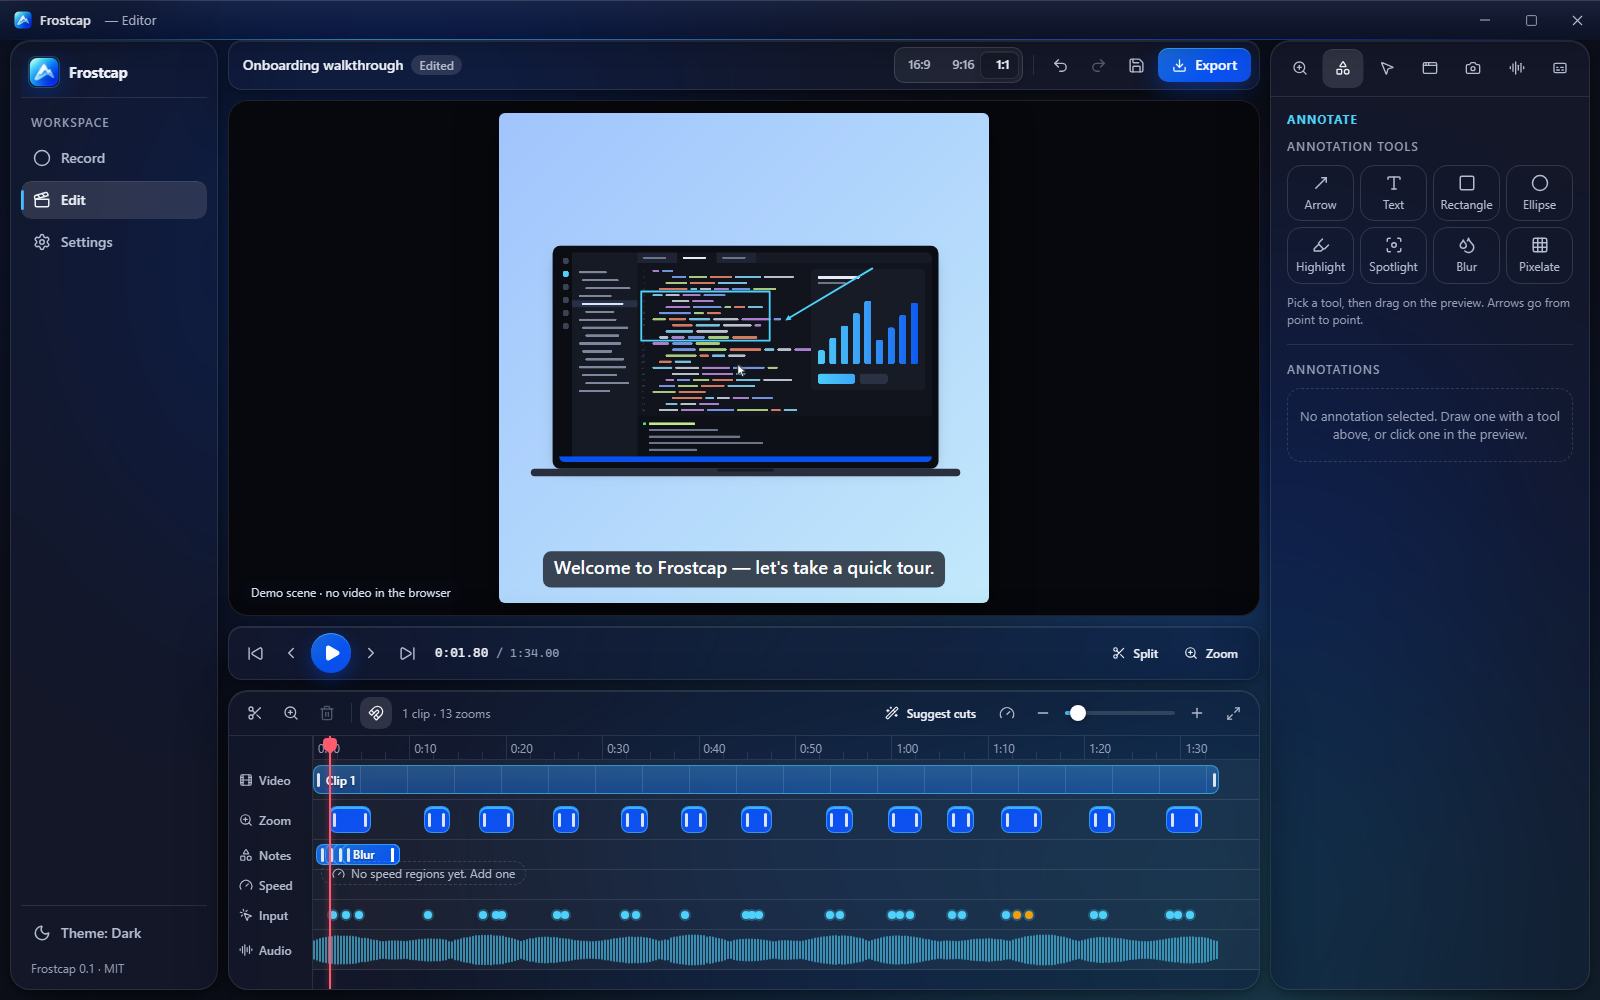 Frostcap — Editor
Frostcap
WORKSPACE
Record
Edit
Settings
Theme: Dark
Frostcap 0.1 · MIT
Onboarding walkthrough Edited
16:9 9:16 1:1
Export
Welcome to Frostcap — let's take a quick tour.
Demo scene · no video in the browser
0:01.80 / 1:34.00
Split Zoom
1 clip · 13 zooms
Suggest cuts
0:10 0:20 0:30 0:40 0:50 1:00 1:10 1:20 1:30
Video Clip 1
Zoom
Notes Blur
No speed regions yet. Add one
Speed
Input
Audio
ANNOTATE
ANNOTATION TOOLS
Arrow Text Rectangle Ellipse
Highlight Spotlight Blur Pixelate
Pick a tool, then drag on the preview. Arrows go from
point to point.
ANNOTATIONS
No annotation selected. Draw one with a tool
above, or click one in the preview.